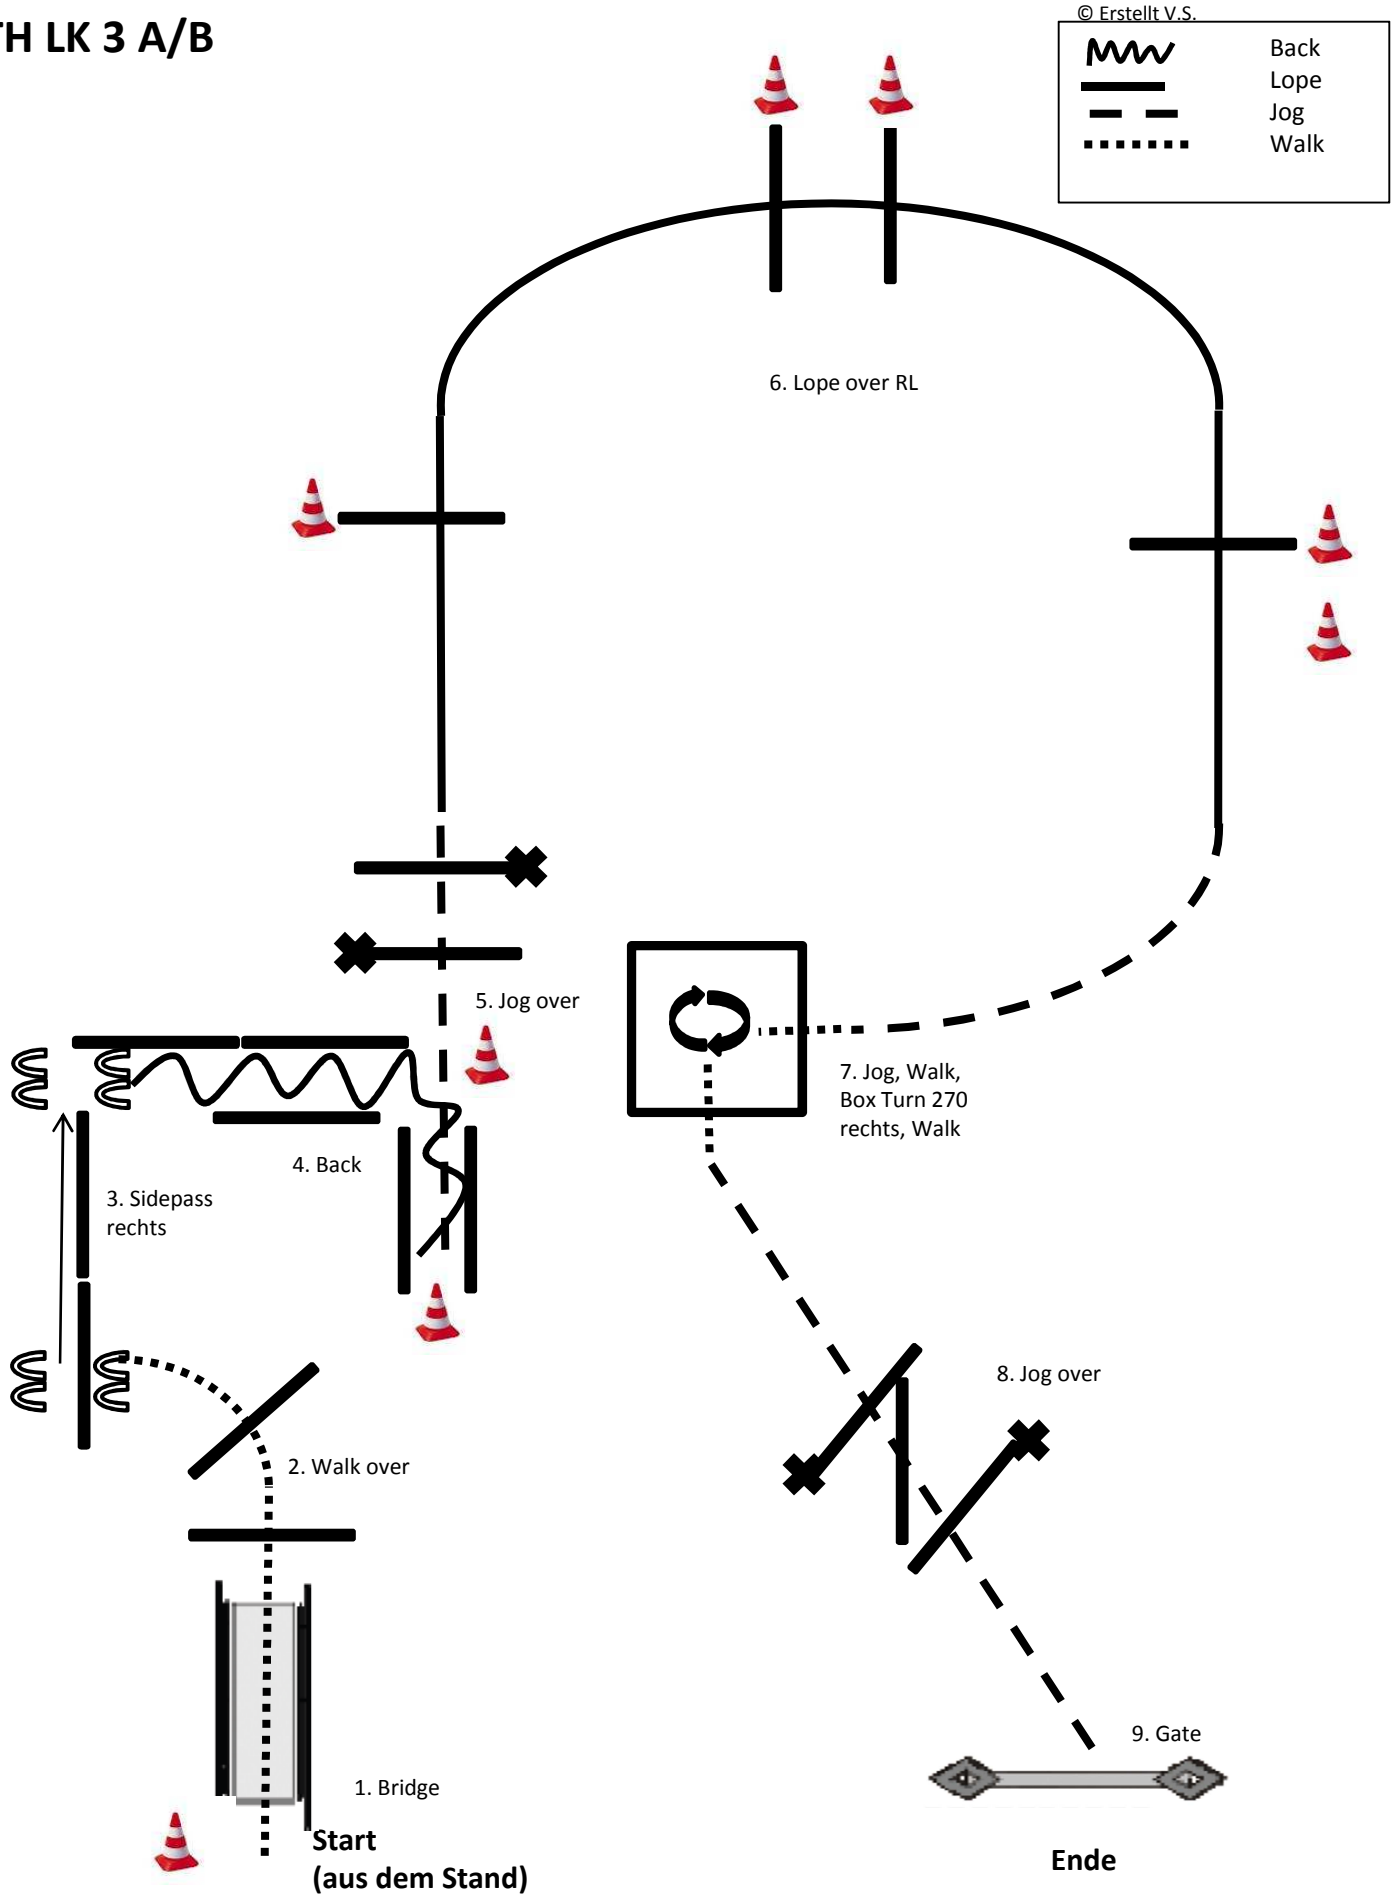 TH LK 3 A/B
© Erstellt V.S.
Back
Lope
Jog
Walk
6. Lope over RL
5. Jog over
7. Jog, Walk,
Box Turn 270
rechts, Walk
4. Back
3. Sidepass
rechts
8. Jog over
2. Walk over
9. Gate
1. Bridge
Start
(aus dem Stand)
Ende